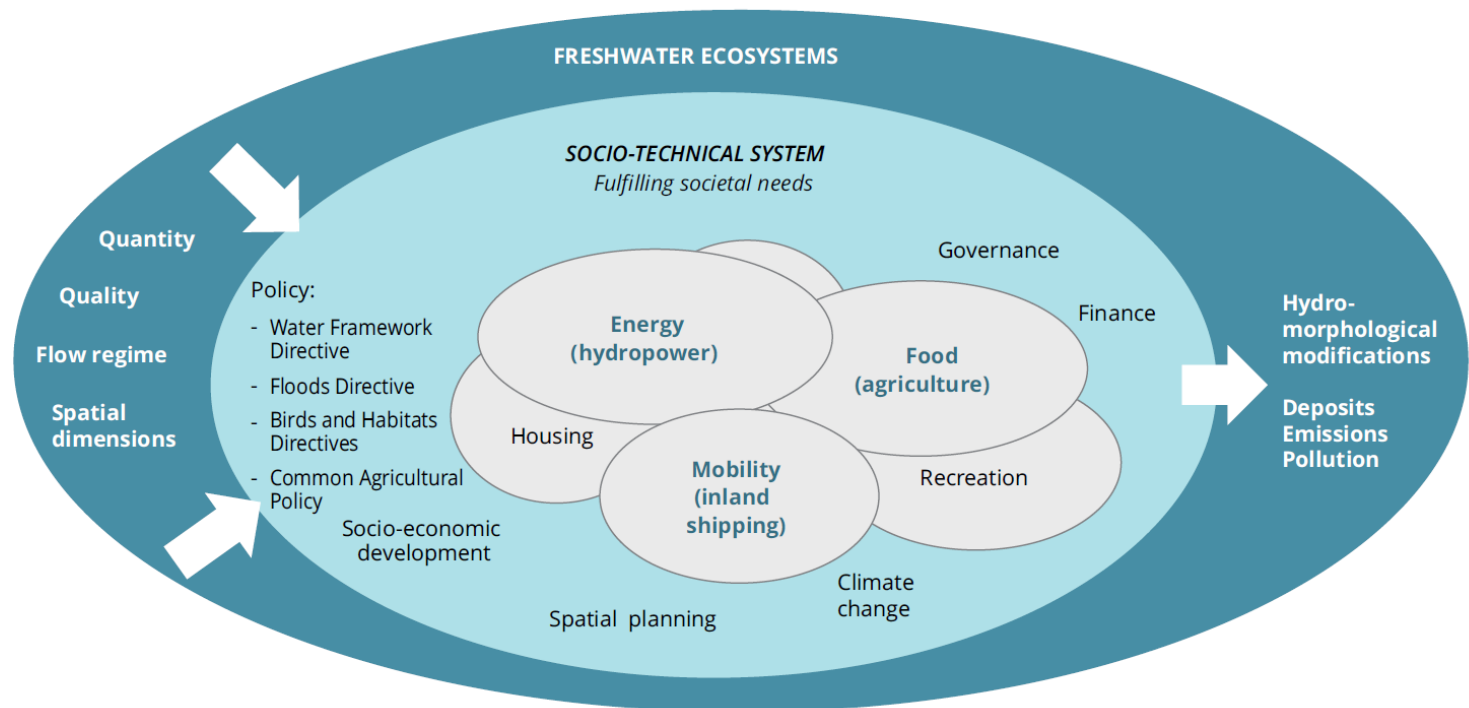 FRESHWATER ECOSYSTEMS
SOCIO-TECHNICAL SYSTEM
Fulfilling societal needs
Quantity
Quality
Flow regime
Spatial
dimensions
Policy:
- Water Framework
Directive
- Floods Directive
- Birds and Habitats
Directives
- Common Agricultural
Policy
Socio-economic
development
Spatial planning
Climate
change
Governance
Finance
Energy
(hydropower)
Food
(agriculture)
Housing
Mobility
(inland
shipping)
Recreation
Hydro-
morphological
modifications
Deposits
Emissions
Pollution